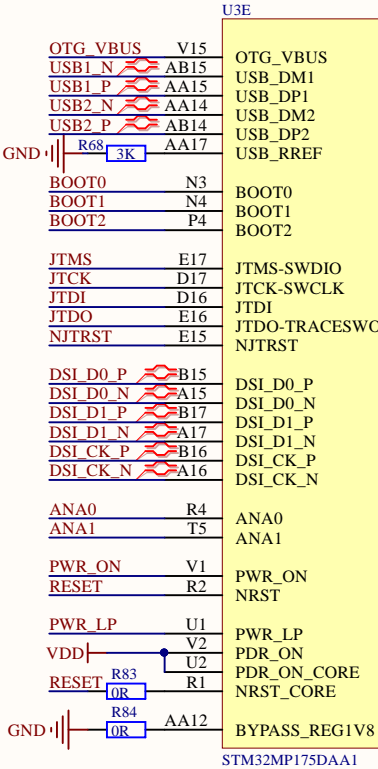 U3E
OTG_VBUS V15 OTG_VBUS
USB1_N AB15 USB_DM1
USB1_P AA15 USB_DP1
USB2_N AA14 USB_DM2
USB2_P AB14 USB_DP2
GND R68 3K AA17 USB_RREF
BOOT0 N3 BOOT0
BOOT1 N4 BOOT1
BOOT2 P4 BOOT2
JTMS E17 JTMS-SWDIO
JTCK D17 JTCK-SWCLK
JTDI D16 JTDI
JTDO E16 JTDO-TRACESWO
NJTRST E15 NJTRST
DSI_D0_P B15 DSI_D0_P
DSI_D0_N A15 DSI_D0_N
DSI_D1_P B17 DSI_D1_P
DSI_D1_N A17 DSI_D1_N
DSI_CK_P B16 DSI_CK_P
DSI_CK_N A16 DSI_CK_N
ANA0 R4 ANA0
ANA1 T5 ANA1
PWR_ON V1 PWR_ON
RESET R2 NRST
PWR_LP U1 PWR_LP
VDD V2 PDR_ON
U2 PDR_ON_CORE
RESET R83 0R R1 NRST_CORE
GND R84 0R AA12 BYPASS_REG1V8
STM32MP175DAA1